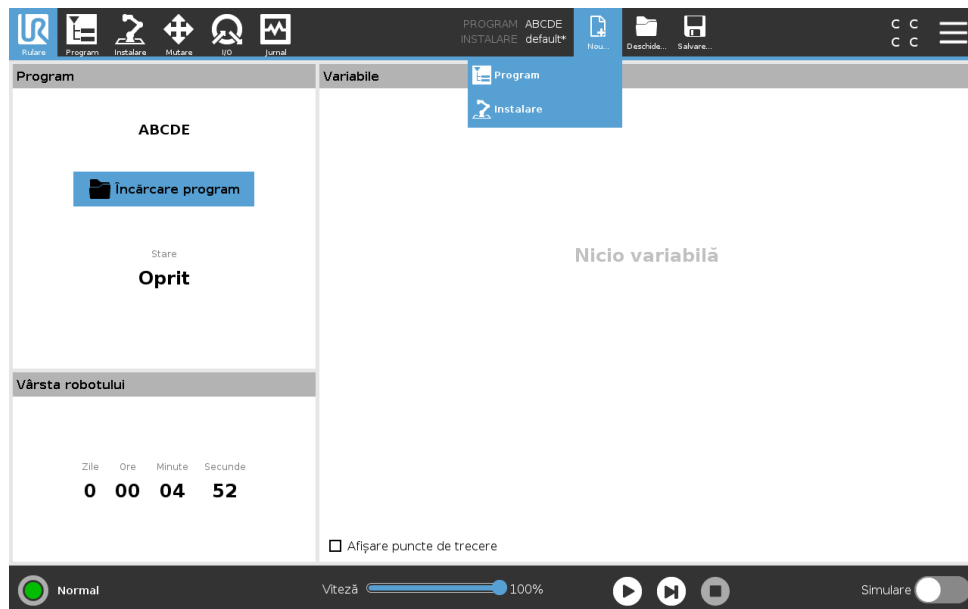 UR
Rulare
Program
Instalare
Mutare
I/O
Jurnal
PROGRAM ABCDE
INSTALARE default*
Nou...
Deschide...
Salvare...
C C
C C
Program
Instalare
Program
ABCDE
Încărcare program
Stare
Oprit
Variabile
Nicio variabilă
Vârsta robotului
Zile Ore Minute Secunde
0 00 04 52
Afișare puncte de trecere
Normal
Viteză 100%
Simulare